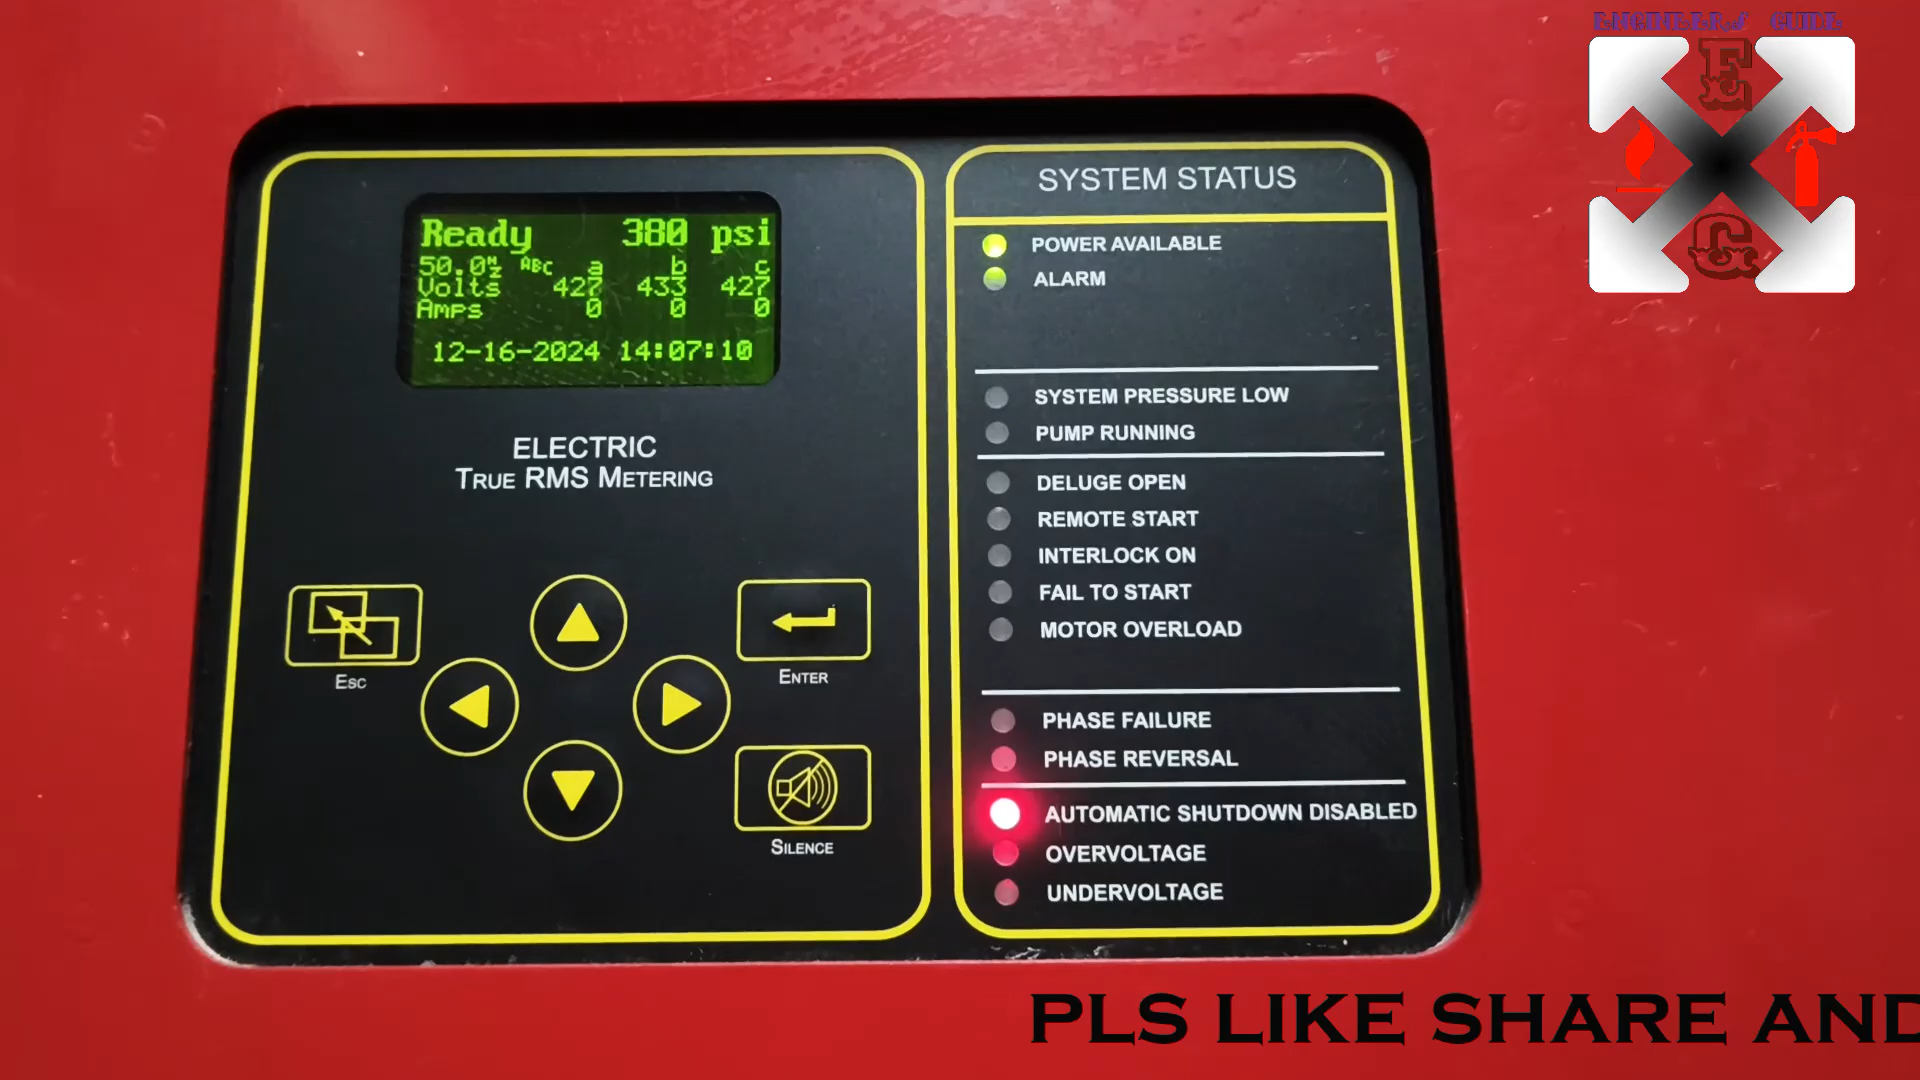 ENGINEERS GUIDE
E
G
Ready 380 psi
50.0Hz ABC a b c
Volts 427 433 427
Amps 0 0 0
12-16-2024 14:07:10
ELECTRIC
TRUE RMS METERING
ESC
ENTER
SILENCE
SYSTEM STATUS
POWER AVAILABLE
ALARM
SYSTEM PRESSURE LOW
PUMP RUNNING
DELUGE OPEN
REMOTE START
INTERLOCK ON
FAIL TO START
MOTOR OVERLOAD
PHASE FAILURE
PHASE REVERSAL
AUTOMATIC SHUTDOWN DISABLED
OVERVOLTAGE
UNDERVOLTAGE
PLS LIKE SHARE AND